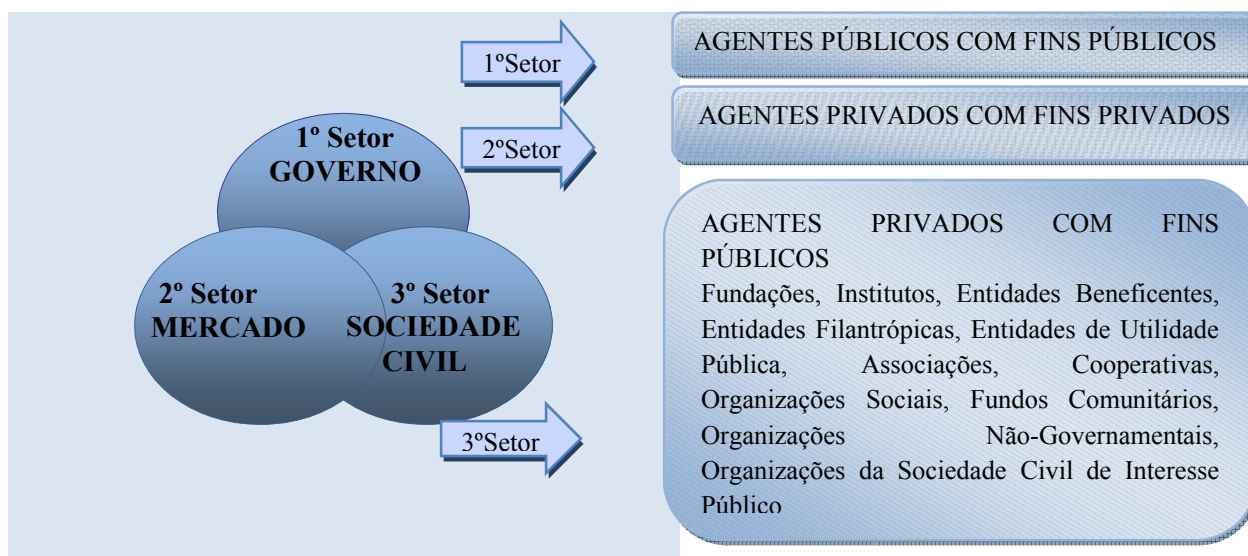 1º Setor
GOVERNO
2º Setor
MERCADO
3º Setor
SOCIEDADE
CIVIL
1ºSetor
AGENTES PÚBLICOS COM FINS PÚBLICOS
2ºSetor
AGENTES PRIVADOS COM FINS PRIVADOS
3ºSetor
AGENTES PRIVADOS COM FINS
PÚBLICOS
Fundações, Institutos, Entidades Beneficentes,
Entidades Filantrópicas, Entidades de Utilidade
Pública, Associações, Cooperativas,
Organizações Sociais, Fundos Comunitários,
Organizações Não-Governamentais,
Organizações da Sociedade Civil de Interesse
Público